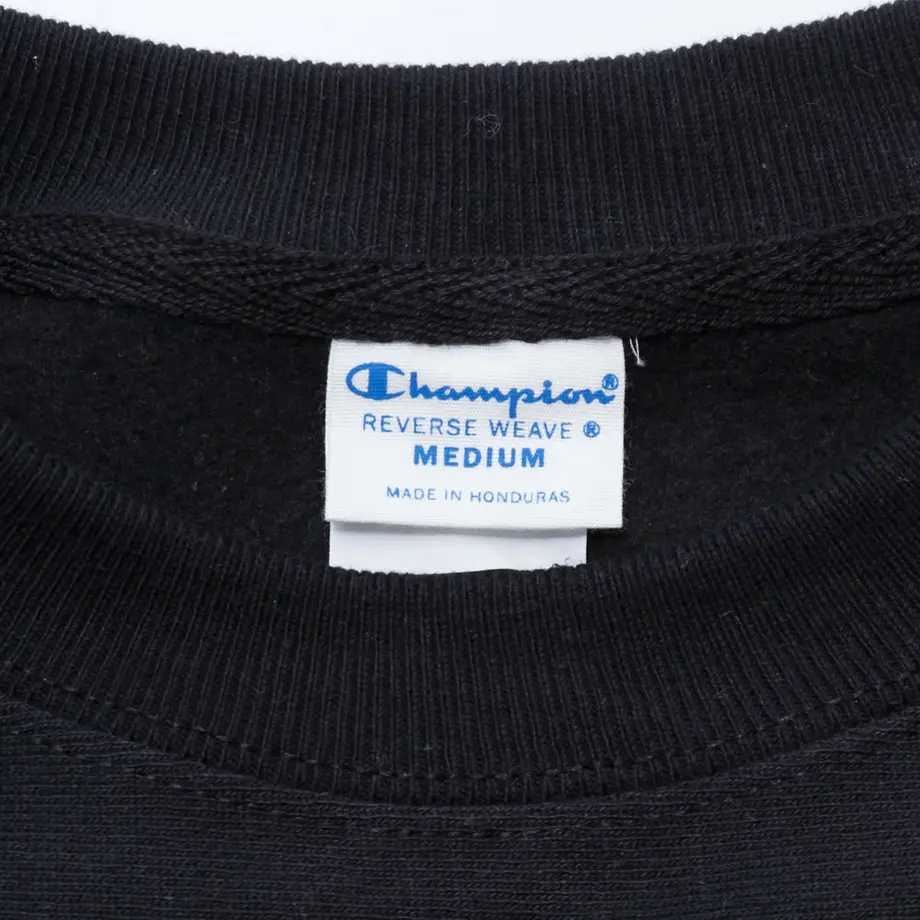 Champion®
REVERSE WEAVE ®
MEDIUM
MADE IN HONDURAS